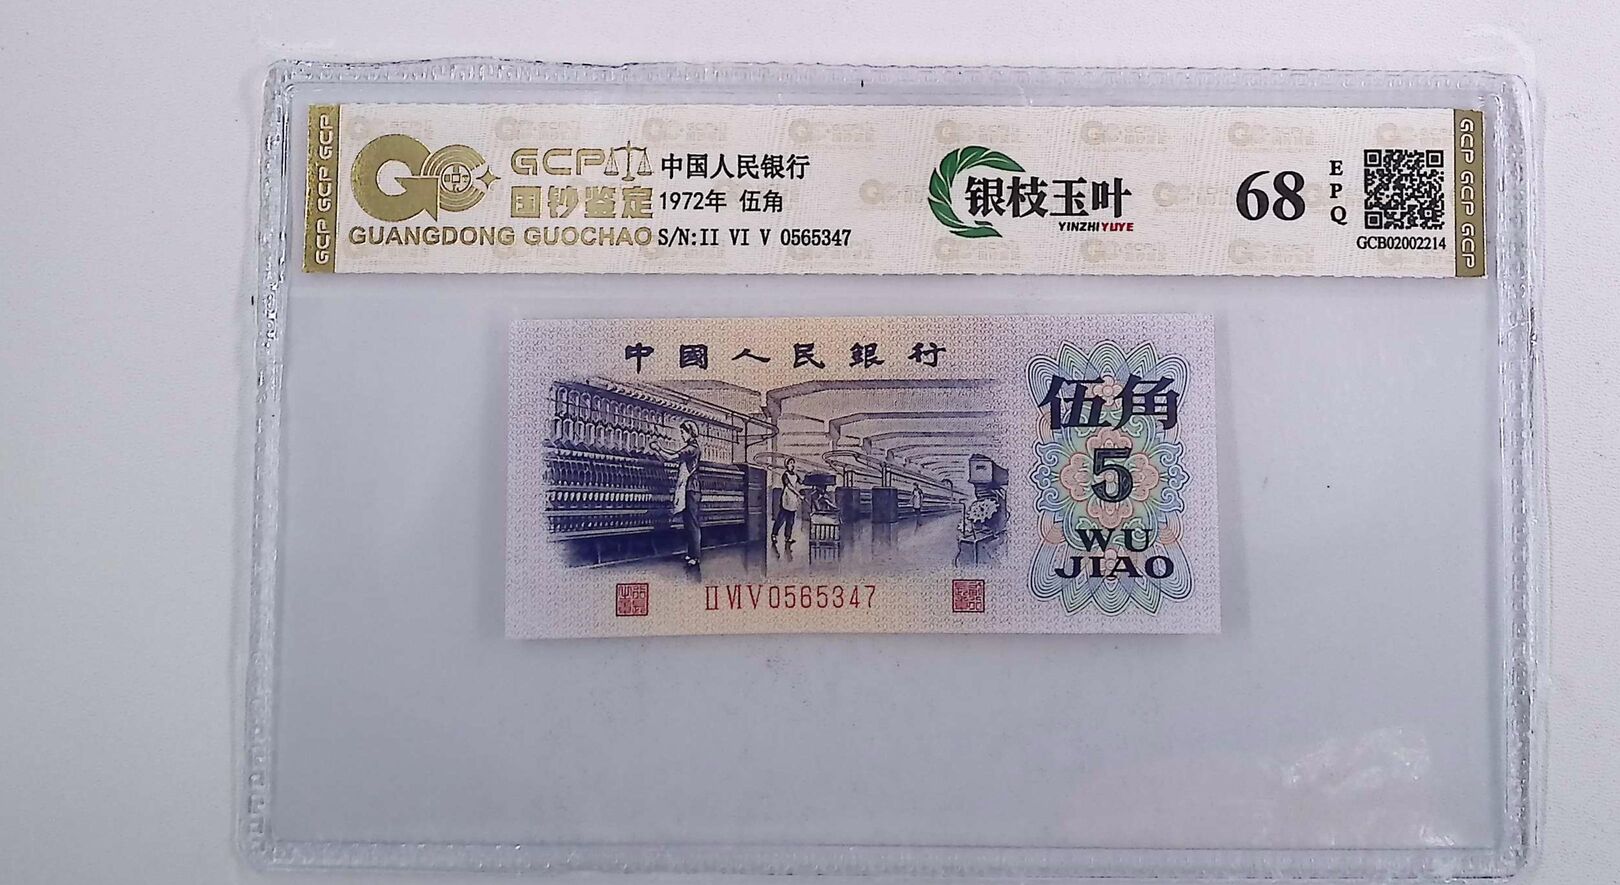 GCP GCP GCP
GCP
国钞鉴定
GUANGDONG GUOCHAO
中国人民银行
1972年 伍角
S/N:II VI V 0565347
银枝玉叶
YINZHIYUYE
68
EPQ
GCB02002214
GCP GCP GCP
中國人民銀行
伍角
5
WU
JIAO
II VI V 0565347